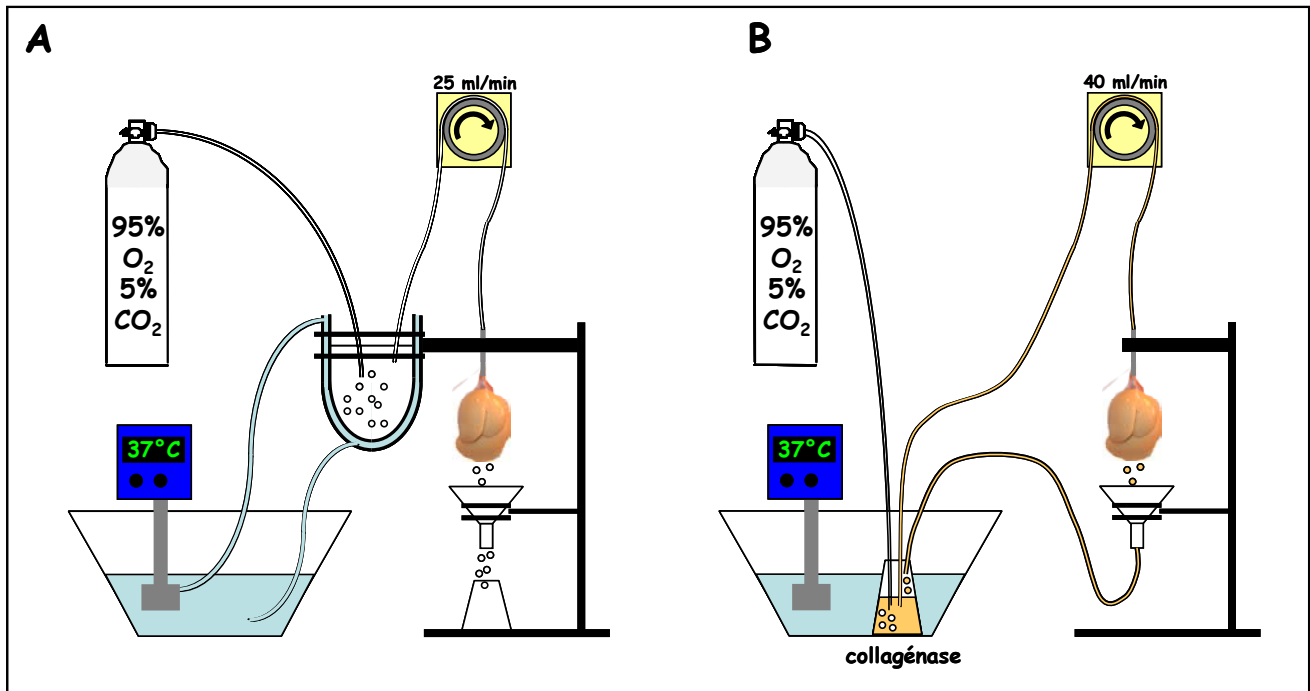 A
25 ml/min
95%
O₂
5%
CO₂
37°C
B
40 ml/min
95%
O₂
5%
CO₂
37°C
collagénase